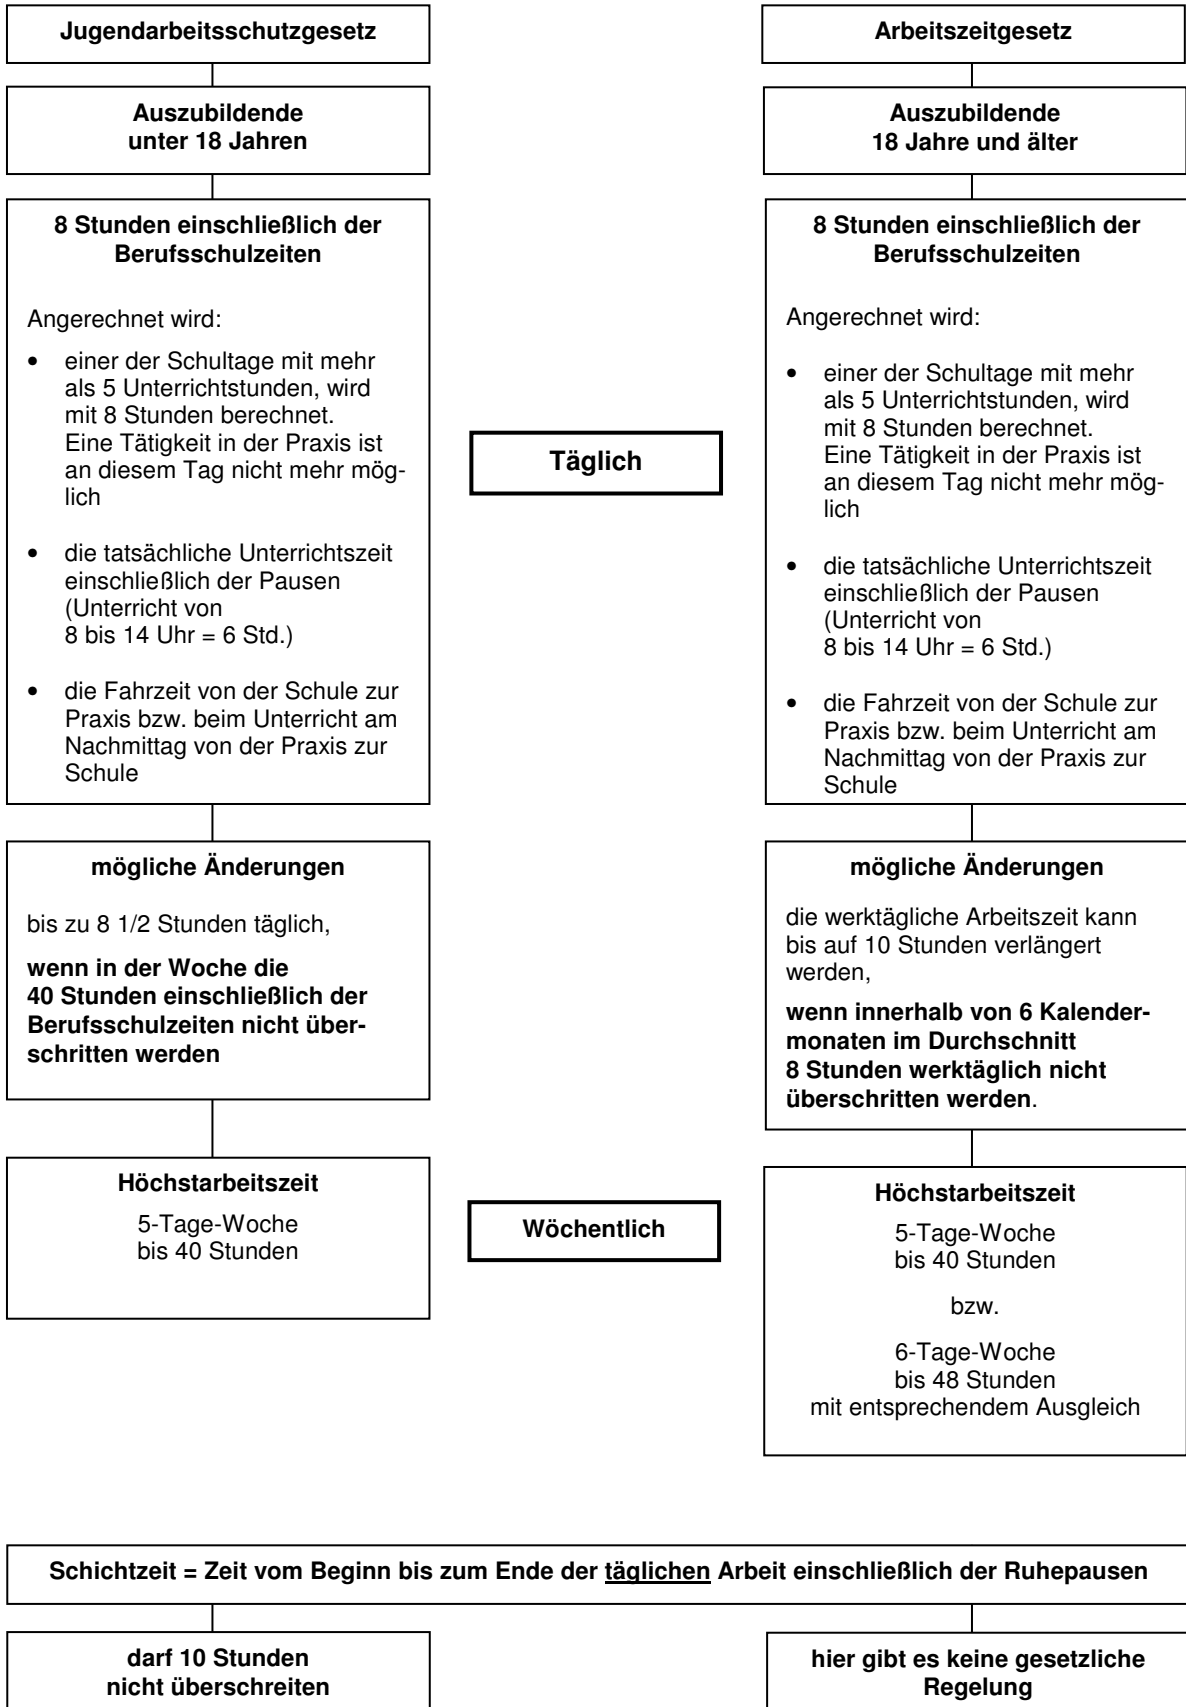 Jugendarbeitsschutzgesetz
Auszubildende
unter 18 Jahren
8 Stunden einschließlich der
Berufsschulzeiten
Angerechnet wird:
• einer der Schultage mit mehr
als 5 Unterrichtstunden, wird
mit 8 Stunden berechnet.
Eine Tätigkeit in der Praxis ist
an diesem Tag nicht mehr mög-
lich
• die tatsächliche Unterrichtszeit
einschließlich der Pausen
(Unterricht von
8 bis 14 Uhr = 6 Std.)
• die Fahrzeit von der Schule zur
Praxis bzw. beim Unterricht am
Nachmittag von der Praxis zur
Schule
mögliche Änderungen
bis zu 8 1/2 Stunden täglich,
wenn in der Woche die
40 Stunden einschließlich der
Berufsschulzeiten nicht über-
schritten werden
Höchstarbeitszeit
5-Tage-Woche
bis 40 Stunden
Täglich
Wöchentlich
Arbeitszeitgesetz
Auszubildende
18 Jahre und älter
8 Stunden einschließlich der
Berufsschulzeiten
Angerechnet wird:
• einer der Schultage mit mehr
als 5 Unterrichtstunden, wird
mit 8 Stunden berechnet.
Eine Tätigkeit in der Praxis ist
an diesem Tag nicht mehr mög-
lich
• die tatsächliche Unterrichtszeit
einschließlich der Pausen
(Unterricht von
8 bis 14 Uhr = 6 Std.)
• die Fahrzeit von der Schule zur
Praxis bzw. beim Unterricht am
Nachmittag von der Praxis zur
Schule
mögliche Änderungen
die werktägliche Arbeitszeit kann
bis auf 10 Stunden verlängert
werden,
wenn innerhalb von 6 Kalender-
monaten im Durchschnitt
8 Stunden werktäglich nicht
überschritten werden.
Höchstarbeitszeit
5-Tage-Woche
bis 40 Stunden
bzw.
6-Tage-Woche
bis 48 Stunden
mit entsprechendem Ausgleich
Schichtzeit = Zeit vom Beginn bis zum Ende der täglichen Arbeit einschließlich der Ruhepausen
darf 10 Stunden
nicht überschreiten
hier gibt es keine gesetzliche
Regelung